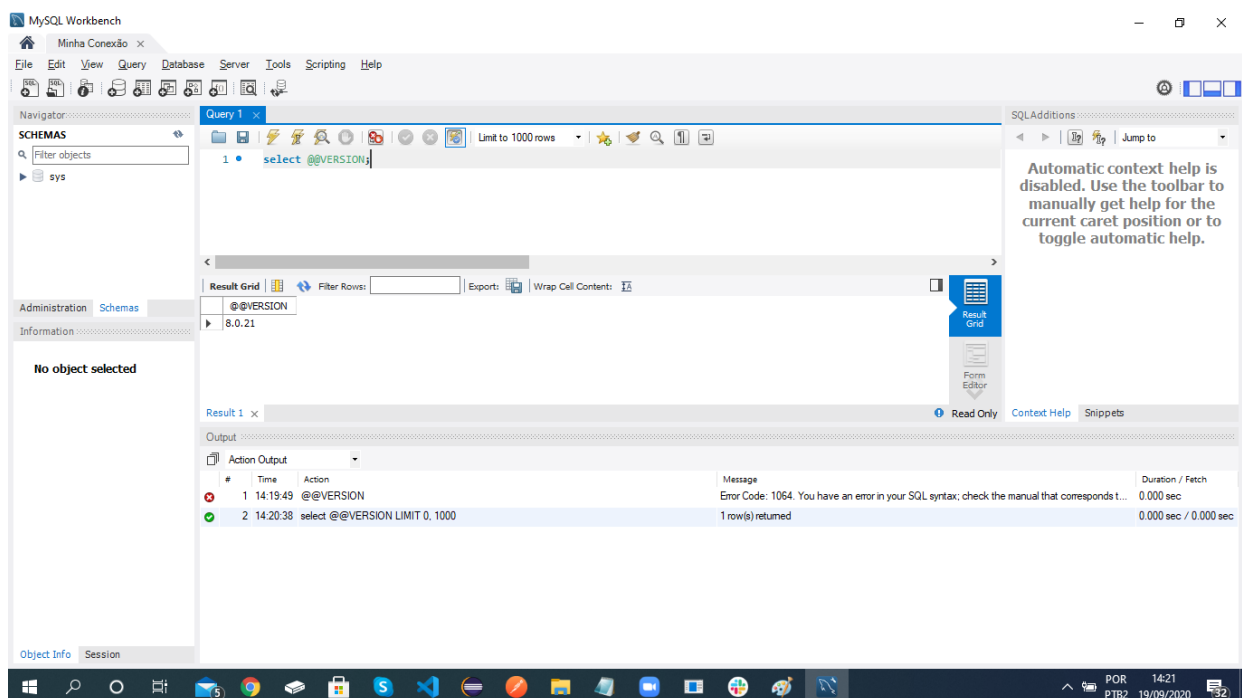 MySQL Workbench
Minha Conexão
File Edit View Query Database Server Tools Scripting Help
Navigator
SCHEMAS
Filter objects
sys
Administration Schemas
Information
No object selected
Object Info Session
Query 1
Limit to 1000 rows
1 select @@VERSION;
Result Grid Filter Rows: Export: Wrap Cell Content:
@@VERSION
8.0.21
Result Grid
Form Editor
Result 1
Read Only
SQLAdditions
Jump to
Automatic context help is
disabled. Use the toolbar to
manually get help for the
current caret position or to
toggle automatic help.
Context Help Snippets
Output
Action Output
# Time Action Message Duration / Fetch
1 14:19:49 @@VERSION Error Code: 1064. You have an error in your SQL syntax; check the manual that corresponds t... 0.000 sec
2 14:20:38 select @@VERSION LIMIT 0, 1000 1 row(s) returned 0.000 sec / 0.000 sec
5
POR
PTB2
14:21
19/09/2020
32